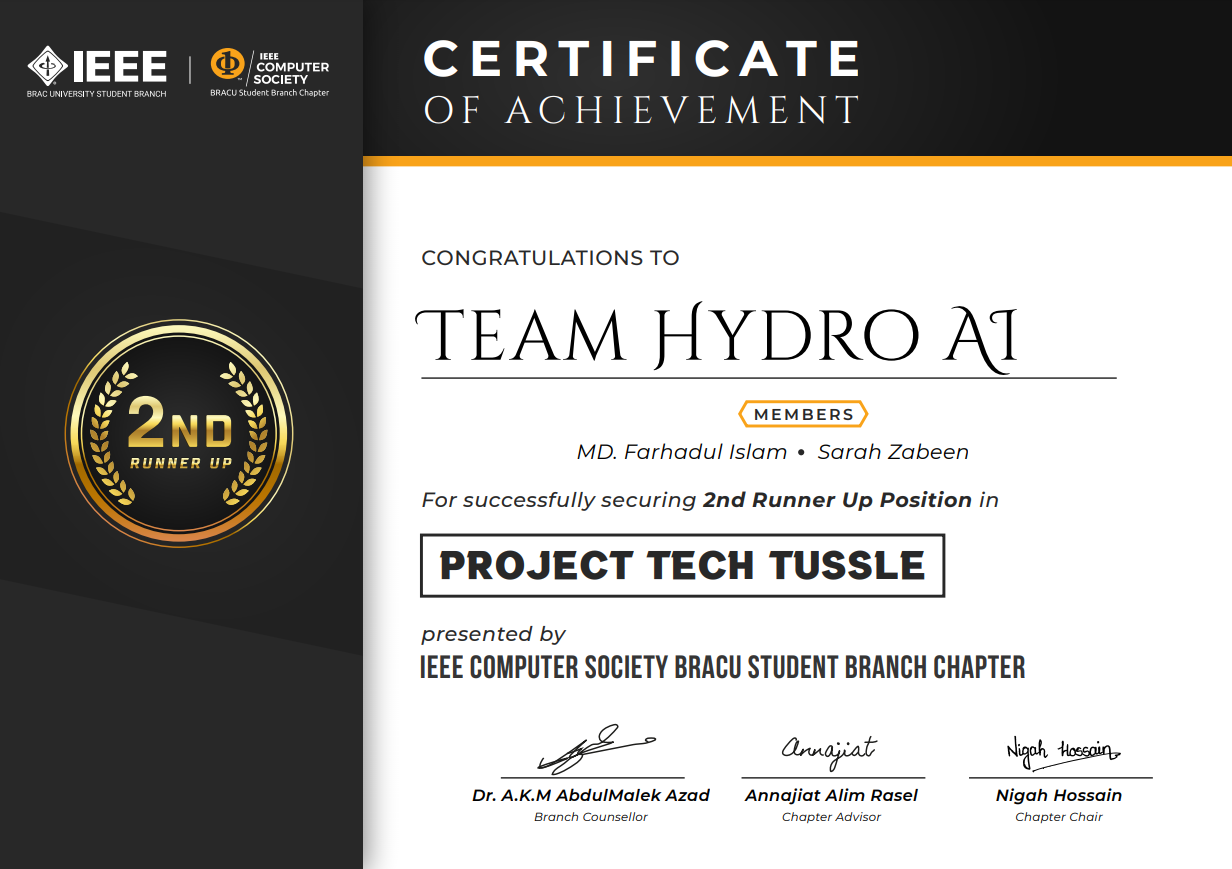 IEEE
BRAC UNIVERSITY STUDENT BRANCH
IEEE
COMPUTER
SOCIETY
BRACU Student Branch Chapter
2ND
RUNNER UP
CERTIFICATE
OF ACHIEVEMENT
CONGRATULATIONS TO
TEAM HYDRO AI
MEMBERS
MD. Farhadul Islam • Sarah Zabeen
For successfully securing 2nd Runner Up Position in
PROJECT TECH TUSSLE
presented by
IEEE COMPUTER SOCIETY BRACU STUDENT BRANCH CHAPTER
Annajiat Nigah Hossain
Dr. A.K.M AbdulMalek Azad Annajiat Alim Rasel Nigah Hossain
Branch Counsellor Chapter Advisor Chapter Chair